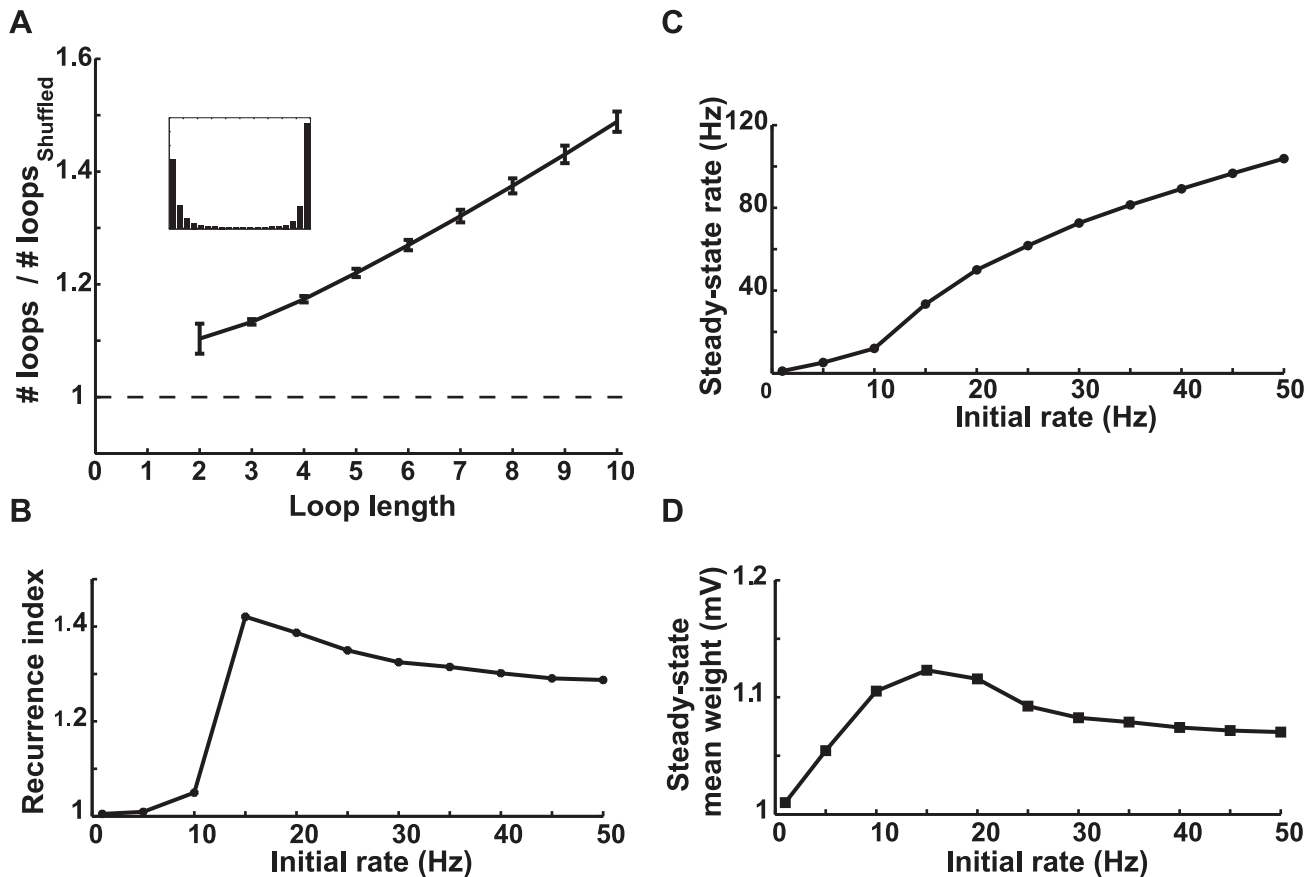 A
# loops / # loops Shuffled
1.6
1.4
1.2
1
0 1 2 3 4 5 6 7 8 9 10
Loop length
C
Steady-state rate (Hz)
120
80
40
0 10 20 30 40 50
Initial rate (Hz)
B
Recurrence index
1.4
1.2
1
0 10 20 30 40 50
Initial rate (Hz)
D
Steady-state
mean weight (mV)
1.2
1.1
1
0 10 20 30 40 50
Initial rate (Hz)